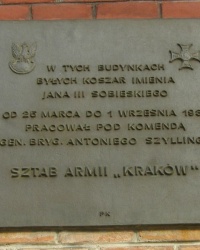 W TYCH BUDYNKACH
BYŁYCH KOSZAR IMIENIA
JANA III SOBIESKIEGO
OD 26 MARCA DO 1 WRZEŚNIA
PRACOWAŁ POD KOMENDĄ
GEN. BRYG. ANTONIEGO SZYLLING
SZTAB ARMII „KRAKÓW"
PK